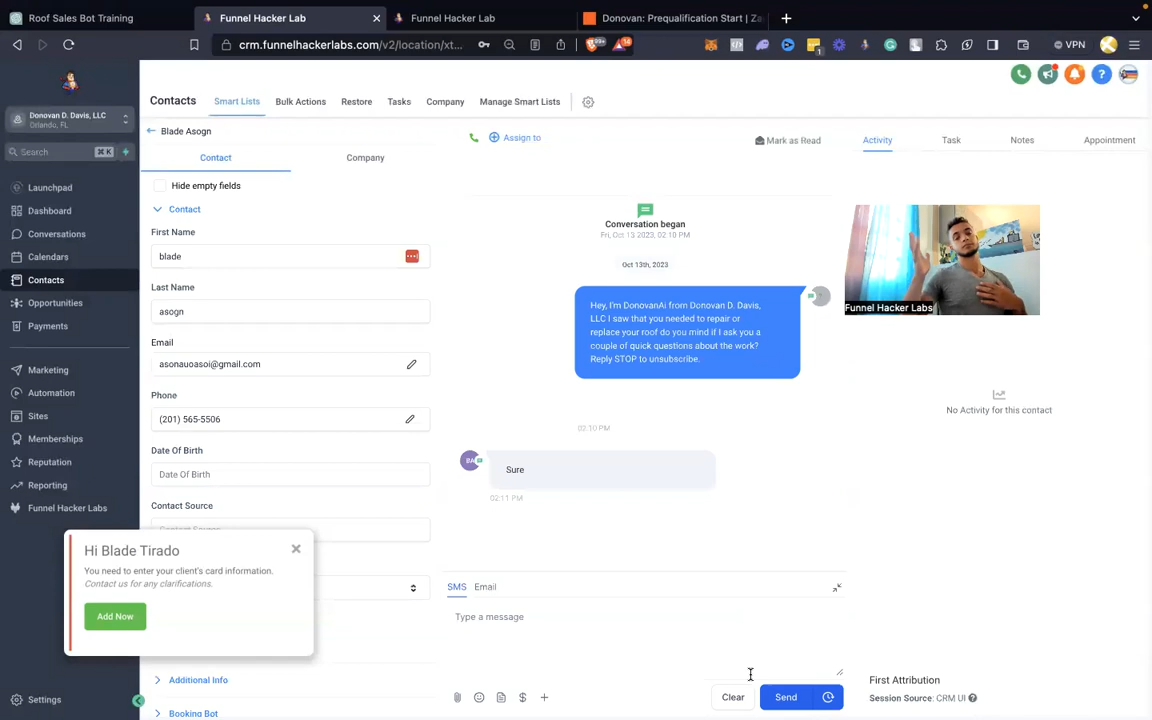 Roof Sales Bot Training
Funnel Hacker Lab
Funnel Hacker Lab
Donovan: Prequalification Start | Za
crm.funnelhackerlabs.com/v2/location/xt...
99+
16
1
VPN
Donovan D. Davis, LLC
Orlando, FL
Search
⌘ K
Launchpad
Dashboard
Conversations
Calendars
Contacts
Opportunities
Payments
Marketing
Automation
Sites
Memberships
Reputation
Reporting
Funnel Hacker Labs
Settings
Contacts
Smart Lists
Bulk Actions
Restore
Tasks
Company
Manage Smart Lists
Blade Asogn
Contact
Company
Hide empty fields
Contact
First Name
blade
Last Name
asogn
Email
asonauoasoi@gmail.com
Phone
(201) 565-5506
Date Of Birth
Date Of Birth
Contact Source
Contact Source
Additional Info
Booking Bot
Hi Blade Tirado
You need to enter your client's card information.
Contact us for any clarifications.
Add Now
Assign to
Mark as Read
Conversation began
Fri, Oct 13 2023, 02:10 PM
Oct 13th, 2023
Hey, I'm DonovanAi from Donovan D. Davis,
LLC I saw that you needed to repair or
replace your roof do you mind if I ask you a
couple of quick questions about the work?
Reply STOP to unsubscribe.
02:10 PM
BA
Sure
02:11 PM
SMS
Email
Type a message
Clear
Send
Activity
Task
Notes
Appointment
Funnel Hacker Labs
No Activity for this contact
First Attribution
Session Source: CRM UI